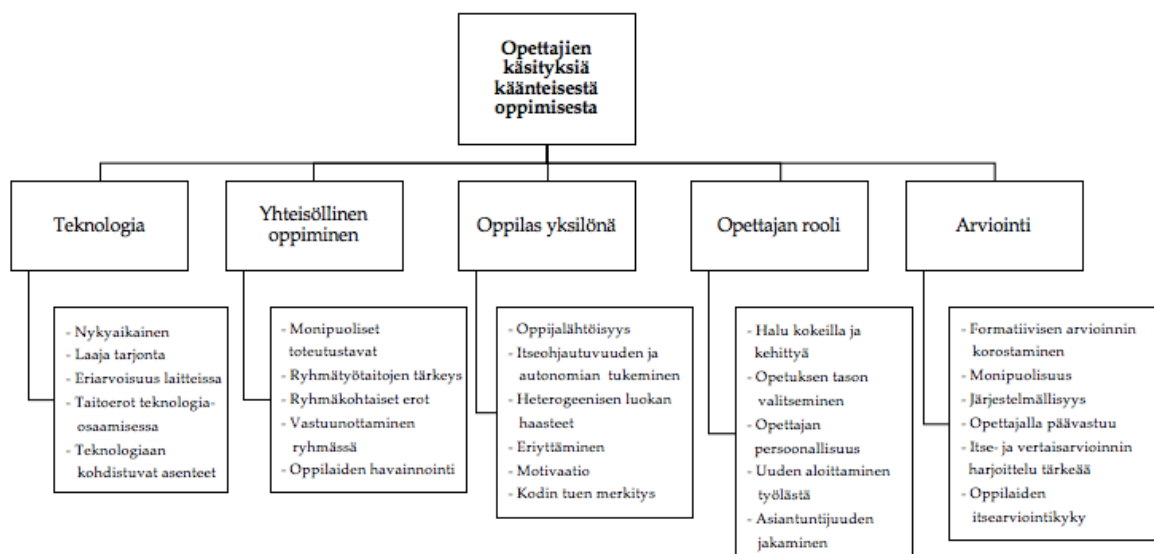 Opettajien
käsityksiä
käänteisestä
oppimisesta
Teknologia
Yhteisöllinen
oppiminen
Oppilas yksilönä
Opettajan rooli
Arviointi
- Nykyaikainen
- Laaja tarjonta
- Eriarvoisuus laitteissa
- Taitoerot teknologia-
osaamisessa
- Teknologiaan
kohdistuvat asenteet
- Monipuoliset
toteutustavat
- Ryhmätyötaitojen tärkeys
- Ryhmäkohtaiset erot
- Vastuunottaminen
ryhmässä
- Oppilaiden havainnointi
- Oppijalähtöisyys
- Itseohjautuvuuden ja
autonomian tukeminen
- Heterogeenisen luokan
haasteet
- Eriyttäminen
- Motivaatio
- Kodin tuen merkitys
- Halu kokeilla ja
kehittyä
- Opetuksen tason
valitseminen
- Opettajan
persoonallisuus
- Uuden aloittaminen
työlästä
- Asiantuntijuuden
jakaminen
- Formatiivisen arvioinnin
korostaminen
- Monipuolisuus
- Järjestelmällisyys
- Opettajalla päävastuu
- Itse- ja vertaisarvioinnin
harjoittelu tärkeää
- Oppilaiden
itsearviointikyky